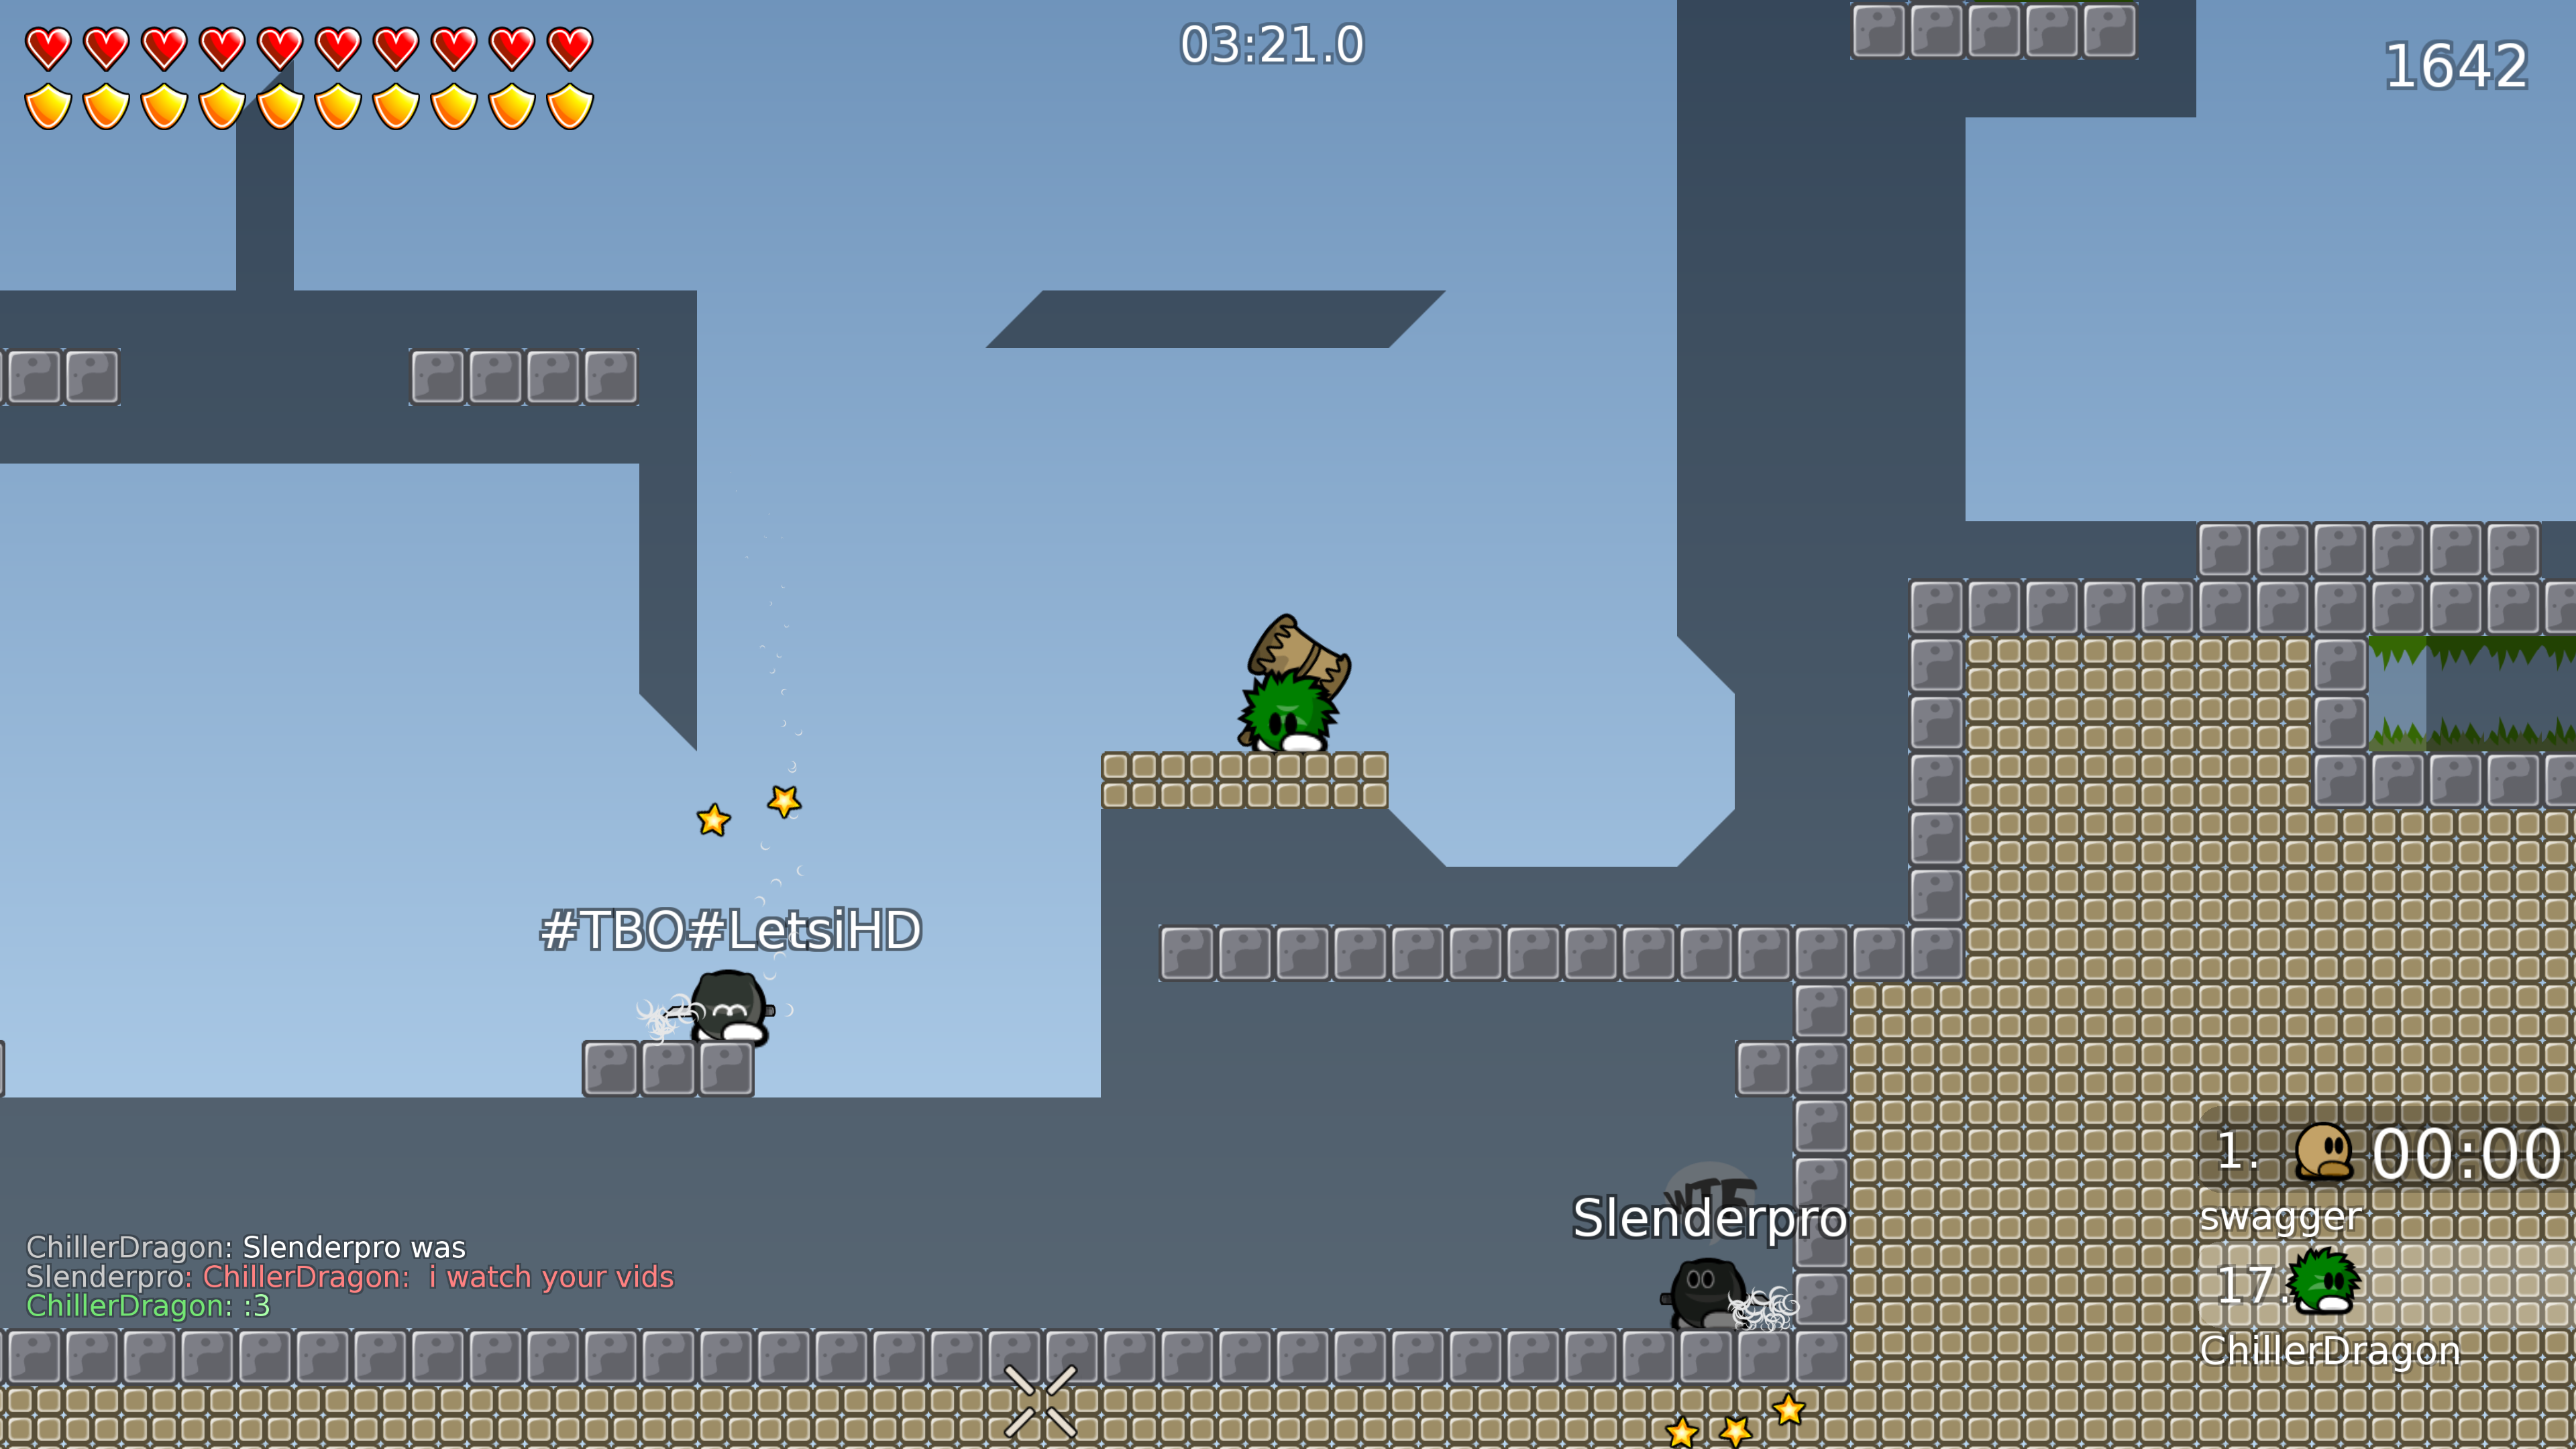 03:21.0
1642
#TBO#LetsiHD
WTF
Slenderpro
ChillerDragon: Slenderpro was
Slenderpro: ChillerDragon: i watch your vids
ChillerDragon: :3
1. 00:00
swagger
17.
ChillerDragon